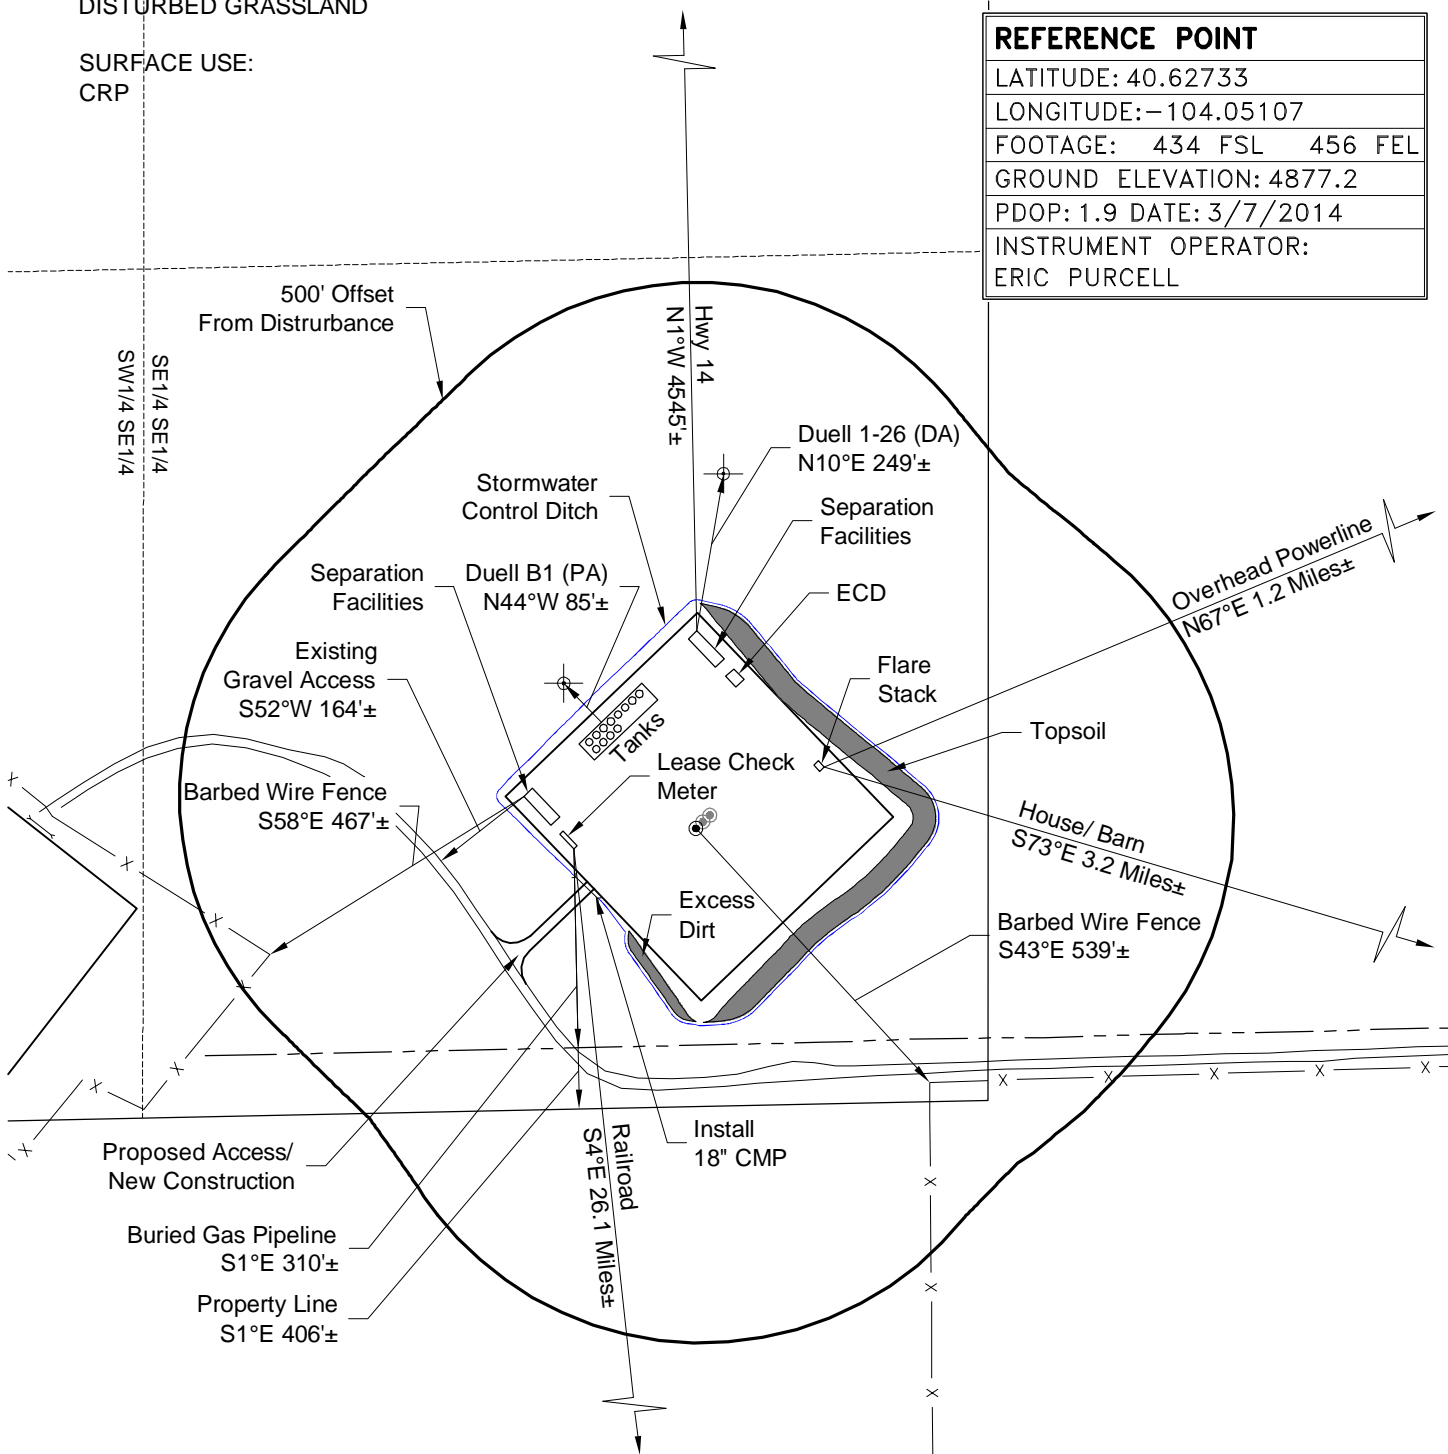 DISTURBED GRASSLAND
SURFACE USE:
CRP
REFERENCE POINT
LATITUDE: 40.62733
LONGITUDE:-104.05107
FOOTAGE: 434 FSL 456 FEL
GROUND ELEVATION: 4877.2
PDOP: 1.9 DATE: 3/7/2014
INSTRUMENT OPERATOR:
ERIC PURCELL
500' Offset
From Distrurbance
Hwy 14
N1°W 4545'±
SE1/4 SE1/4
SW1/4 SE1/4
Duell 1-26 (DA)
N10°E 249'±
Stormwater
Control Ditch
Separation
Facilities
Separation
Facilities
Duell B1 (PA)
N44°W 85'±
ECD
Overhead Powerline
N67°E 1.2 Miles±
Existing
Gravel Access
S52°W 164'±
Flare
Stack
Tanks
Topsoil
Lease Check
Meter
Barbed Wire Fence
S58°E 467'±
House/ Barn
S73°E 3.2 Miles±
Excess
Dirt
Barbed Wire Fence
S43°E 539'±
Proposed Access/
New Construction
Install
18" CMP
Railroad
S4°E 26.1 Miles±
Buried Gas Pipeline
S1°E 310'±
Property Line
S1°E 406'±